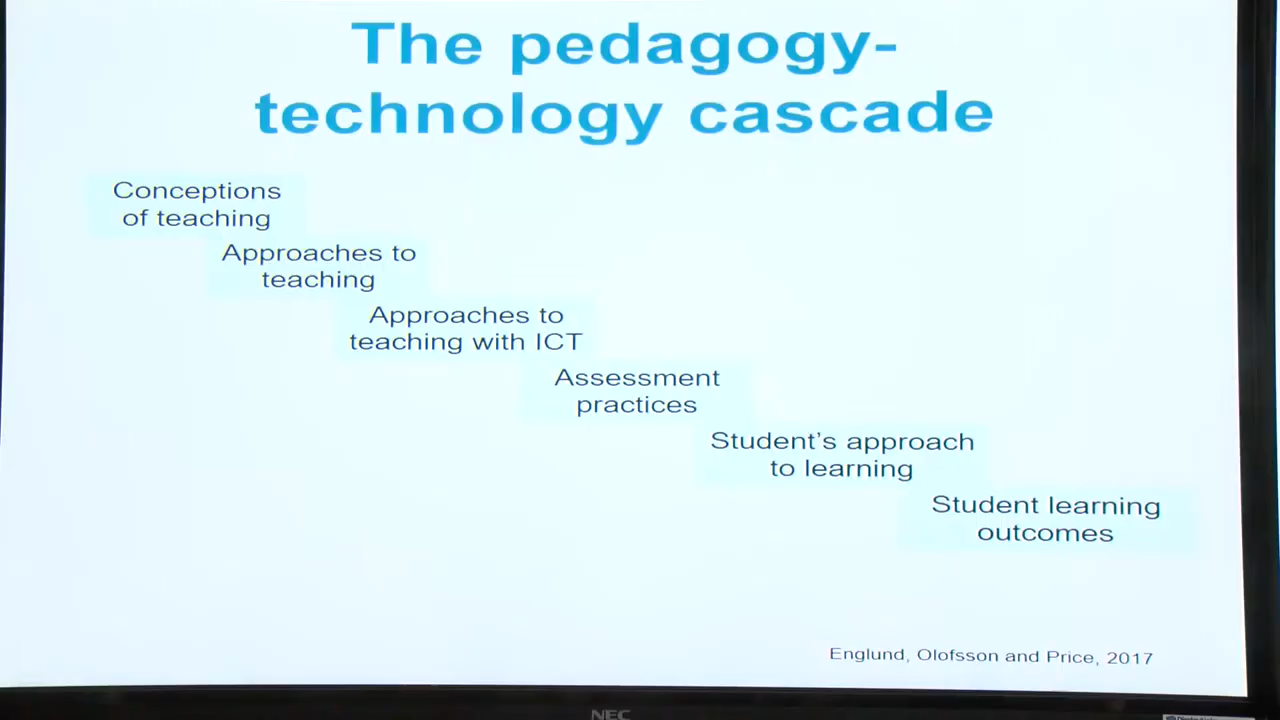 The pedagogy-
technology cascade
Conceptions
of teaching
Approaches to
teaching
Approaches to
teaching with ICT
Assessment
practices
Student’s approach
to learning
Student learning
outcomes
Englund, Olofsson and Price, 2017
NEC